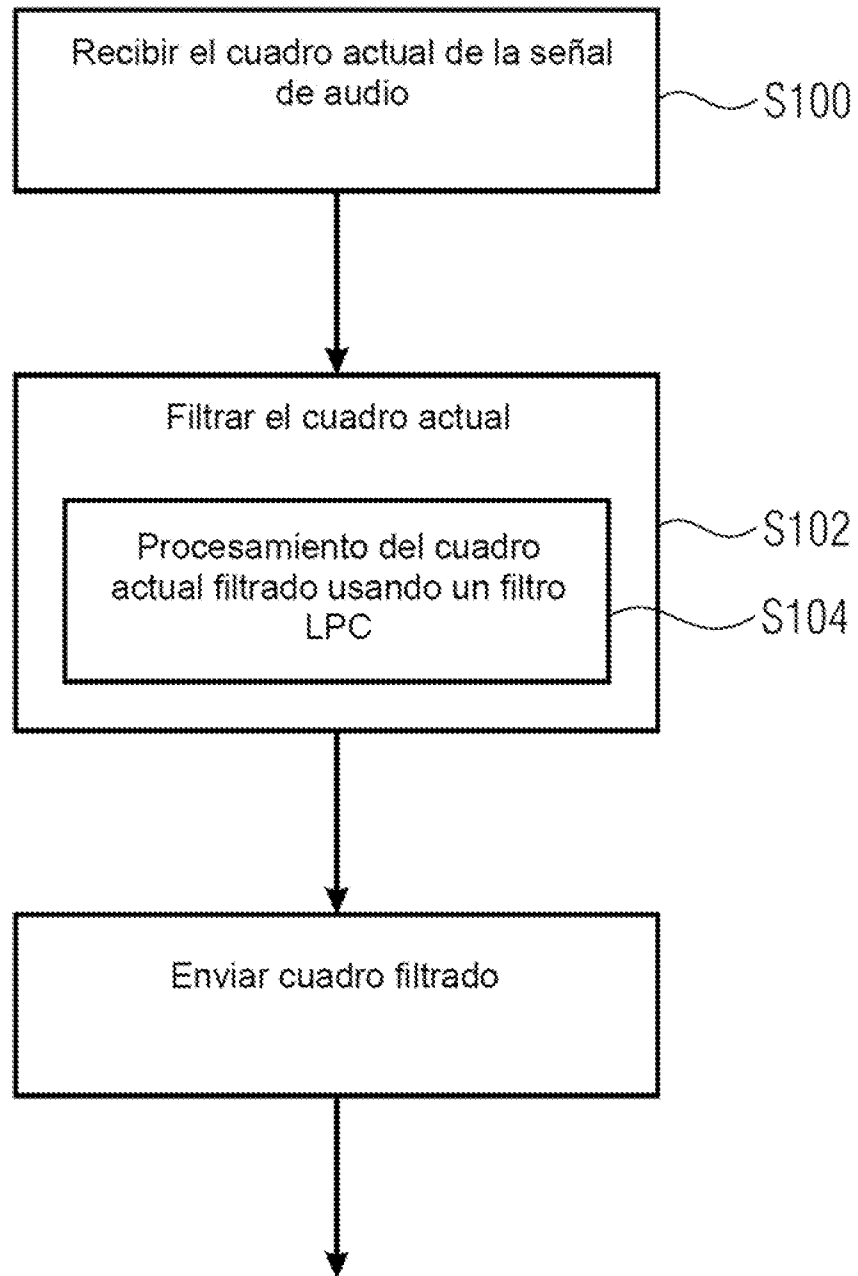 Recibir el cuadro actual de la señal
de audio
S100
Filtrar el cuadro actual
Procesamiento del cuadro
actual filtrado usando un filtro
LPC
S102
S104
Enviar cuadro filtrado